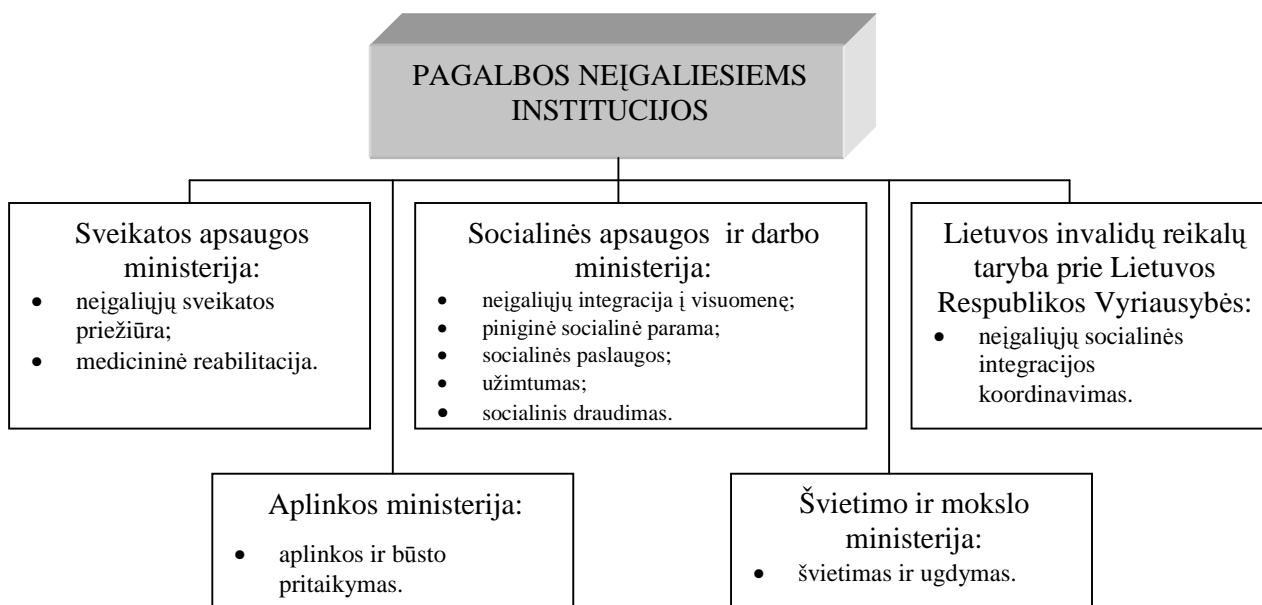 PAGALBOS NEĮGALIESIEMS
INSTITUCIJOS
Sveikatos apsaugos
ministerija:
• neįgaliųjų sveikatos
priežiūra;
• medicininė reabilitacija.
Socialinės apsaugos ir darbo
ministerija:
• neįgaliųjų integracija į visuomenę;
• piniginė socialinė parama;
• socialinės paslaugos;
• užimtumas;
• socialinis draudimas.
Lietuvos invalidų reikalų
taryba prie Lietuvos
Respublikos Vyriausybės:
• neįgaliųjų socialinės
integracijos
koordinavimas.
Aplinkos ministerija:
• aplinkos ir būsto
pritaikymas.
Švietimo ir mokslo
ministerija:
• švietimas ir ugdymas.